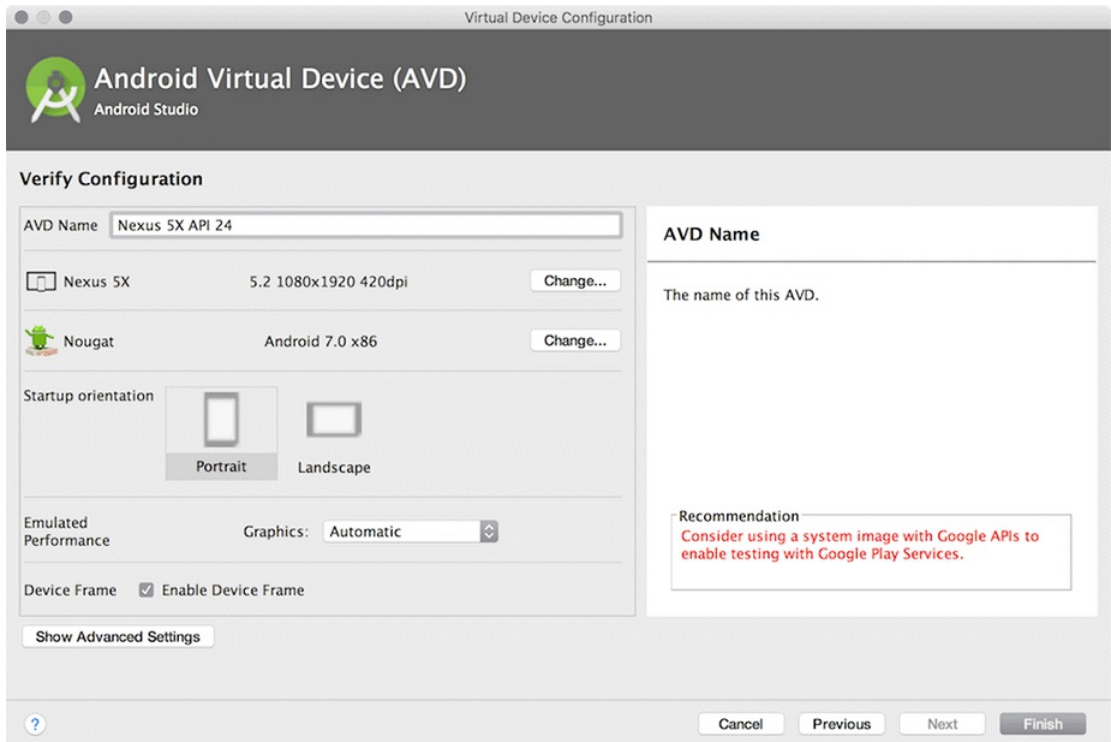 Virtual Device Configuration
Android Virtual Device (AVD)
Android Studio
Verify Configuration
AVD Name Nexus 5X API 24
Nexus 5X 5.2 1080x1920 420dpi Change...
Nougat Android 7.0 x86 Change...
Startup orientation
Portrait Landscape
Emulated
Performance
Graphics: Automatic
Device Frame Enable Device Frame
Show Advanced Settings
AVD Name
The name of this AVD.
Recommendation
Consider using a system image with Google APIs to
enable testing with Google Play Services.
? Cancel Previous Next Finish